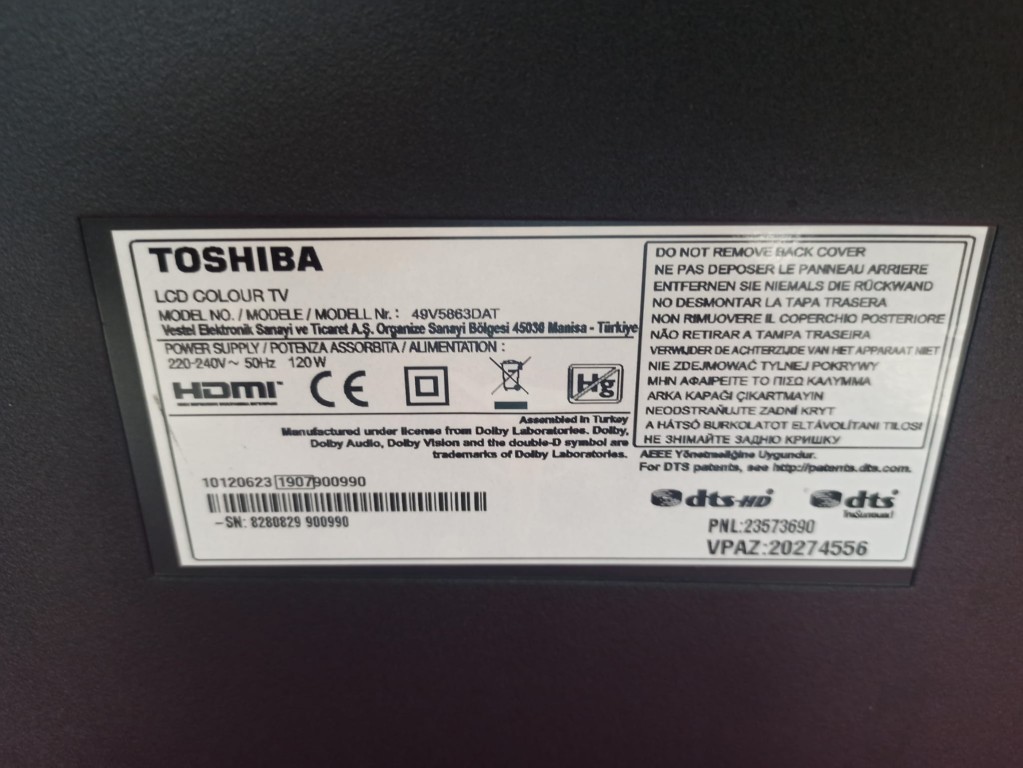 TOSHIBA
LCD COLOUR TV
MODEL NO. / MODELE / MODELL Nr. : 49V5863DAT
Vestel Elektronik Sanayi ve Ticaret A.Ş. Organize Sanayi Bölgesi 45030 Manisa - Türkiye
POWER SUPPLY / POTENZA ASSORBITA / ALIMENTATION :
220-240V ~ 50Hz 120 W
HDMI
CE
Hg
Assembled in Turkey
Manufactured under license from Dolby Laboratories. Dolby,
Dolby Audio, Dolby Vision and the double-D symbol are
trademarks of Dolby Laboratories.
10120623 1907 900990
-SN: 8280829 900990
DO NOT REMOVE BACK COVER
NE PAS DEPOSER LE PANNEAU ARRIERE
ENTFERNEN SIE NIEMALS DIE RÜCKWAND
NO DESMONTAR LA TAPA TRASERA
NON RIMUOVERE IL COPERCHIO POSTERIORE
NÃO RETIRAR A TAMPA TRASEIRA
VERWIJDER DE ACHTERZIJDE VAN HET APPARAAT NIET
NIE ZDEJMOWAĆ TYLNEJ POKRYWY
ΜΗΝ ΑΦΑΙΡΕΙΤΕ ΤΟ ΠΙΣΩ ΚΑΛΥΜΜΑ
ARKA KAPAĞI ÇIKARTMAYIN
NEODSTRAŇUJTE ZADNÍ KRYT
A HÁTSÓ BURKOLATOT ELTÁVOLÍTANI TILOS!
НЕ ЗНИМАЙТЕ ЗАДНЮ КРИШКУ
AEEE Yönetmeliğine Uygundur.
For DTS patents, see http://patents.dts.com.
dts-HD dts
TruSurround
PNL:23573690
VPAZ:20274556